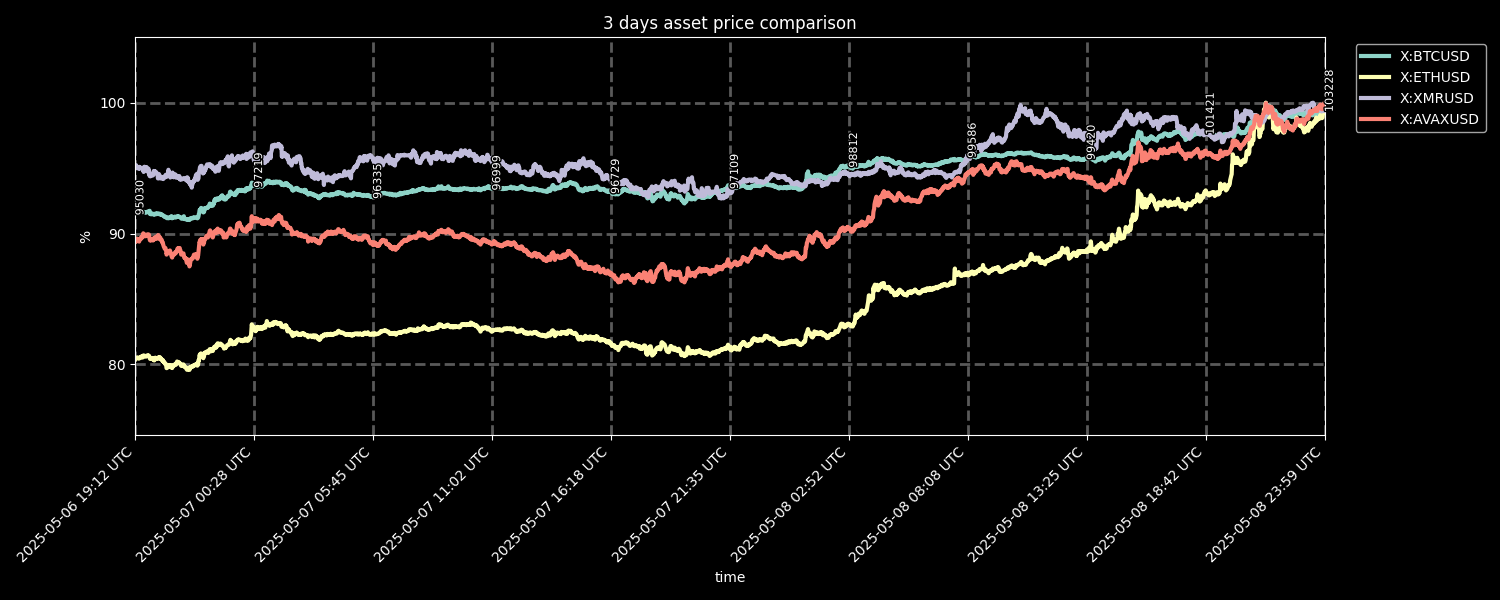 3 days asset price comparison
X:BTCUSD
X:ETHUSD
X:XMRUSD
X:AVAXUSD
100
90
80
%
95030
97219
96335
96999
96729
97109
98812
99586
99420
101421
103228
2025-05-06 19:12 UTC
2025-05-07 00:28 UTC
2025-05-07 05:45 UTC
2025-05-07 11:02 UTC
2025-05-07 16:18 UTC
2025-05-07 21:35 UTC
2025-05-08 02:52 UTC
2025-05-08 08:08 UTC
2025-05-08 13:25 UTC
2025-05-08 18:42 UTC
2025-05-08 23:59 UTC
time